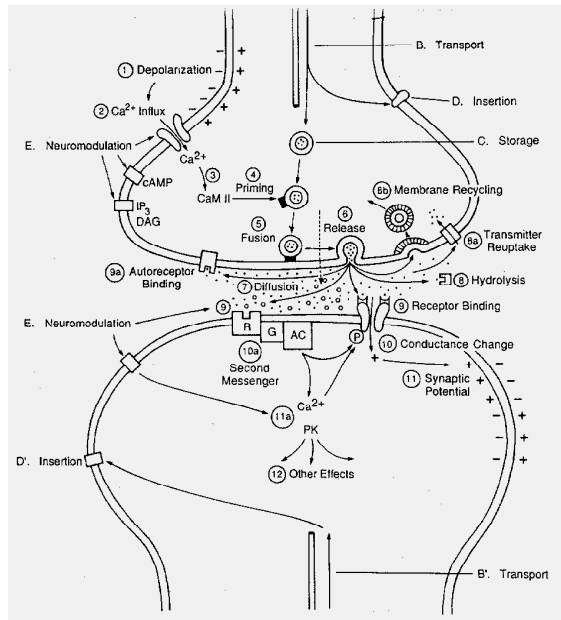 B. Transport
① Depolarization
D. Insertion
② Ca²⁺ Influx
E. Neuromodulation
C. Storage
Ca²⁺
③
④ Priming
cAMP
CaM II
6b Membrane Recycling
IP₃
DAG
⑤ Fusion
⑥ Release
8a Transmitter Reuptake
R
9a Autoreceptor Binding
⑦ Diffusion
⑧ Hydrolysis
⑨
⑨ Receptor Binding
E. Neuromodulation
R
G
AC
P
⑩ Conductance Change
10a Second Messenger
⑪ Synaptic Potential
11a
Ca²⁺
PK
⑫ Other Effects
D'. Insertion
B'. Transport